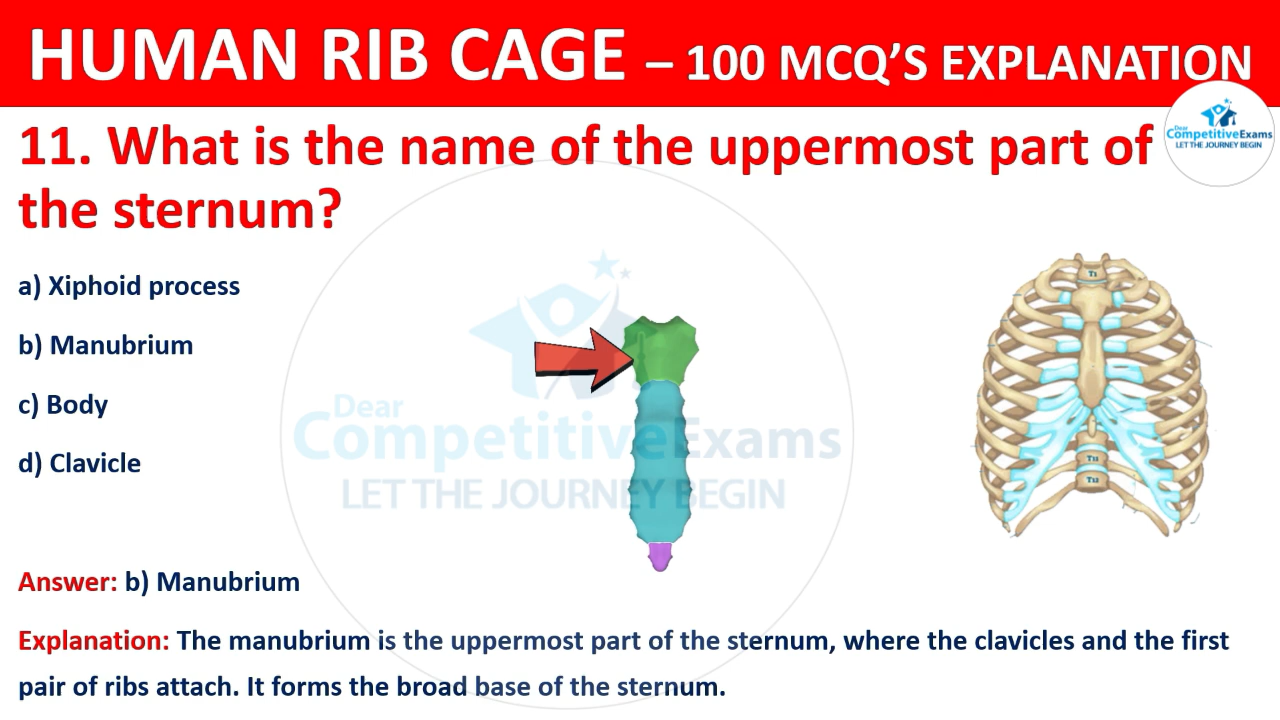 HUMAN RIB CAGE – 100 MCQ'S EXPLANATION
Dear
CompetitiveExams
LET THE JOURNEY BEGIN
11. What is the name of the uppermost part of
the sternum?
a) Xiphoid process
b) Manubrium
c) Body
d) Clavicle
Dear
CompetitiveExams
LET THE JOURNEY BEGIN
T1
T11
T12
Answer: b) Manubrium
Explanation: The manubrium is the uppermost part of the sternum, where the clavicles and the first
pair of ribs attach. It forms the broad base of the sternum.